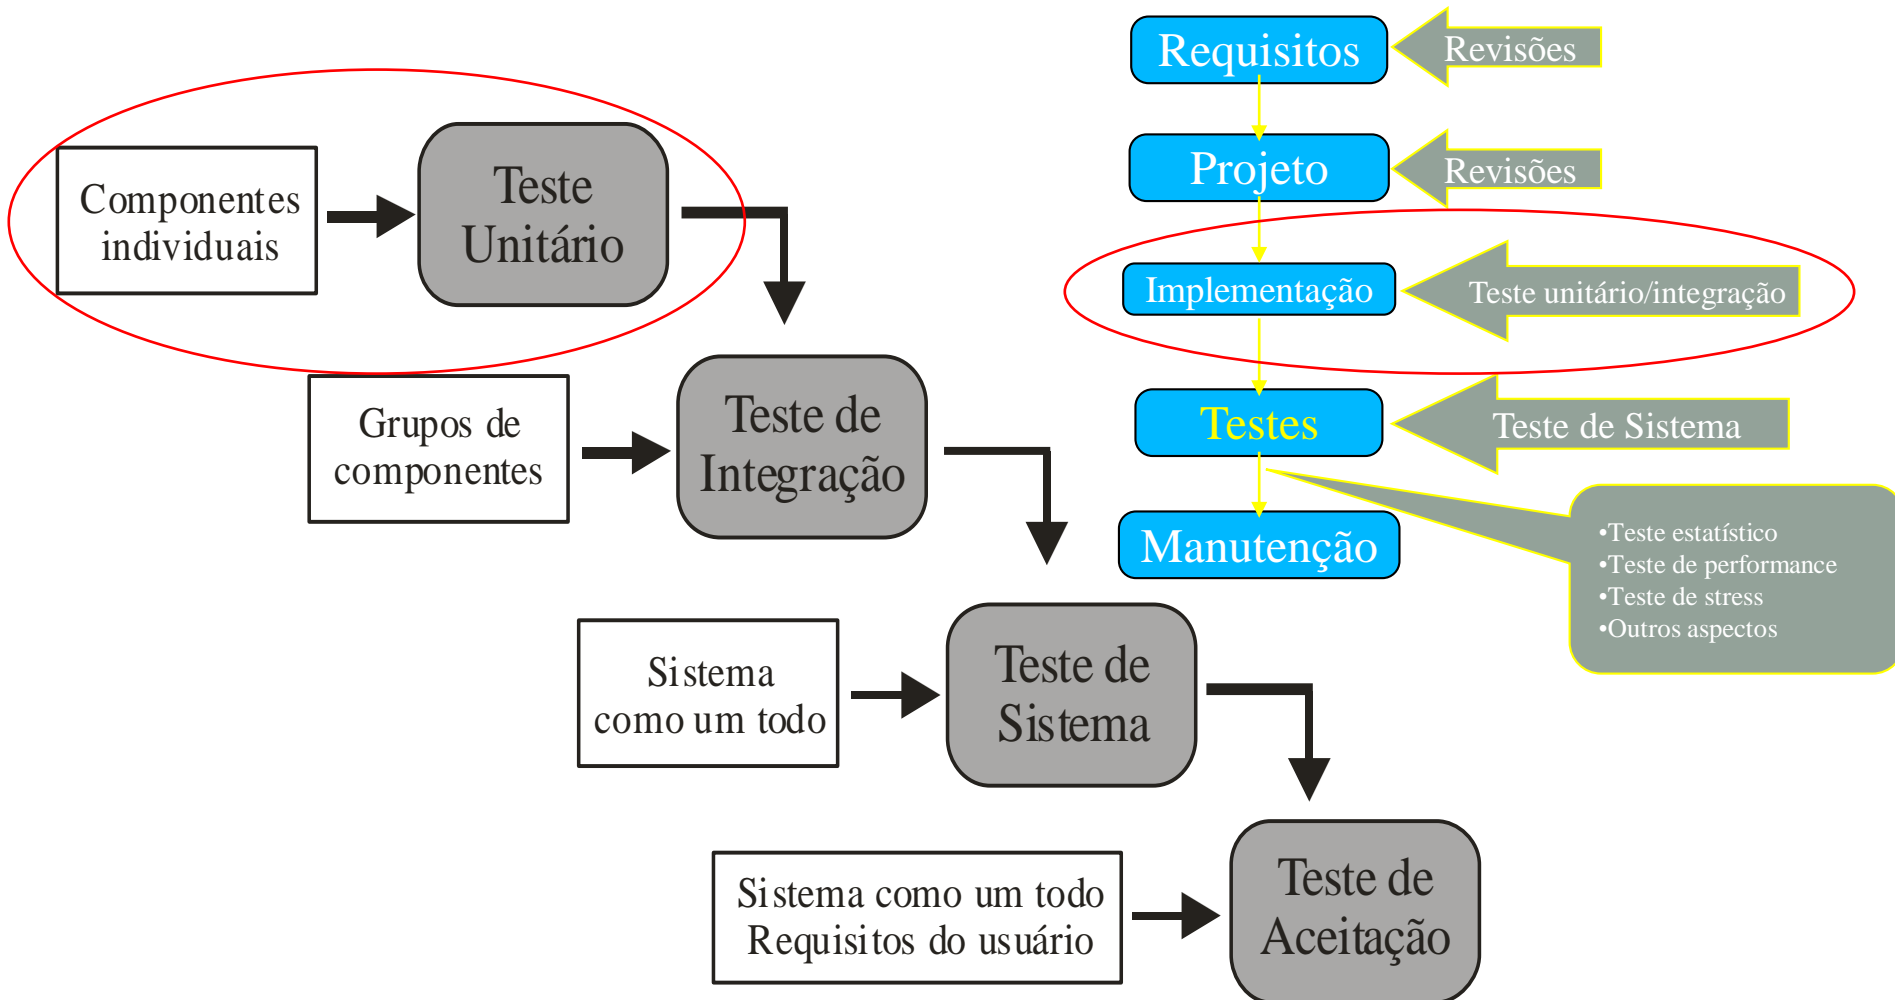 Componentes
individuais
Teste
Unitário
Grupos de
componentes
Teste de
Integração
Sistema
como um todo
Teste de
Sistema
Sistema como um todo
Requisitos do usuário
Teste de
Aceitação
Requisitos
Revisões
Projeto
Revisões
Implementação
Teste unitário/integração
Testes
Teste de Sistema
Manutenção
•Teste estatístico
•Teste de performance
•Teste de stress
•Outros aspectos